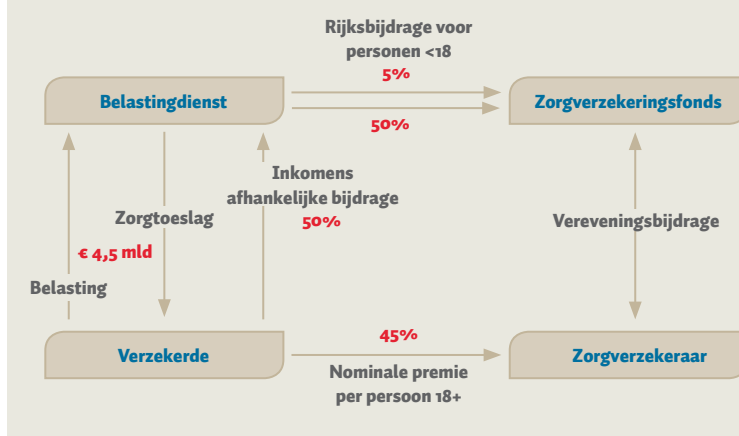 Rijksbijdrage voor
personen <18
5%
Belastingdienst
Zorgverzekeringsfonds
50%
Inkomens
afhankelijke bijdrage
50%
Zorgtoeslag
Vereveningsbijdrage
€ 4,5 mld
Belasting
45%
Verzekerde
Zorgverzekeraar
Nominale premie
per persoon 18+